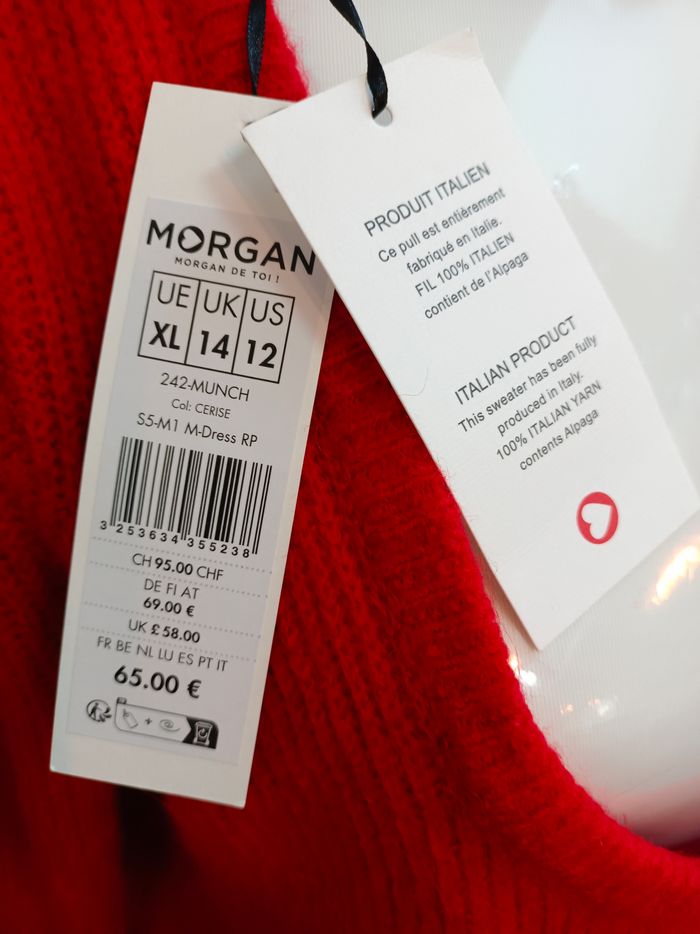 MORGAN
MORGAN DE TOI !
UE UK US
XL 14 12
242-MUNCH
Col: CERISE
S5-M1 M-Dress RP
3 253634 355238
CH 95.00 CHF
DE FI AT
69.00 €
UK £ 58.00
FR BE NL LU ES PT IT
65.00 €
PRODUIT ITALIEN
Ce pull est entièrement
fabriqué en Italie.
FIL 100% ITALIEN
contient de l'Alpaga
ITALIAN PRODUCT
This sweater has been fully
produced in Italy.
100% ITALIAN YARN
contents Alpaga